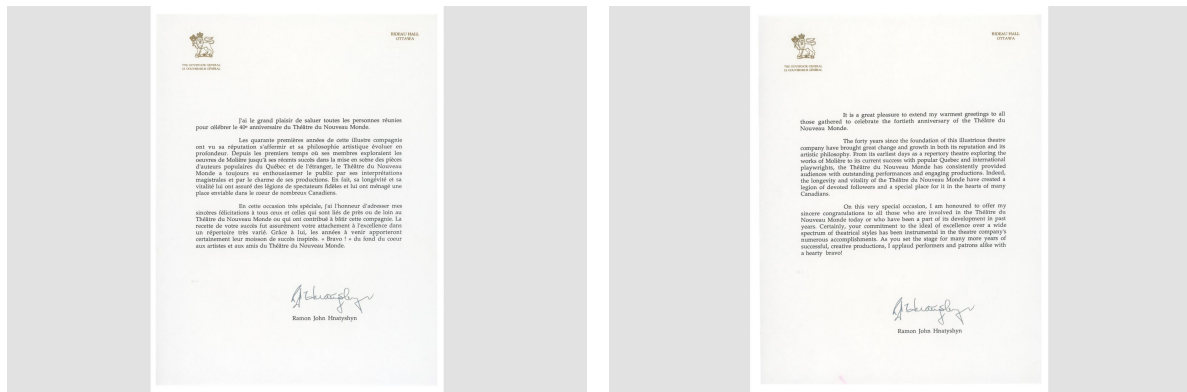 RIDEAU HALL
OTTAWA
THE GOVERNOR GENERAL
LE GOUVERNEUR GÉNÉRAL
J'ai le grand plaisir de saluer toutes les personnes réunies
pour célébrer le 40e anniversaire du Théâtre du Nouveau Monde.
Les quarante premières années de cette illustre compagnie
ont vu sa réputation s'affermir et sa philosophie artistique évoluer en
profondeur. Depuis les premiers temps où ses membres exploraient les
oeuvres de Molière jusqu'à ses récents succès dans la mise en scène des pièces
d'auteurs populaires du Québec et de l'étranger, le Théâtre du Nouveau
Monde a toujours su enthousiasmer le public par ses interprétations
magistrales et par le charme de ses productions. En fait, sa longévité et sa
vitalité lui ont assuré des légions de spectateurs fidèles et lui ont ménagé une
place enviable dans le coeur de nombreux Canadiens.
En cette occasion très spéciale, j'ai l'honneur d'adresser mes
sincères félicitations à tous ceux et celles qui sont liés de près ou de loin au
Théâtre du Nouveau Monde ou qui ont contribué à bâtir cette compagnie. La
recette de votre succès fut assurément votre attachement à l'excellence dans
un répertoire très varié. Grâce à lui, les années à venir apporteront
certainement leur moisson de succès inspirés. « Bravo ! » du fond du coeur
aux artistes et aux amis du Théâtre du Nouveau Monde.
Ramon John Hnatyshyn
RIDEAU HALL
OTTAWA
THE GOVERNOR GENERAL
LE GOUVERNEUR GÉNÉRAL
It is a great pleasure to extend my warmest greetings to all
those gathered to celebrate the fortieth anniversary of the Théâtre du
Nouveau Monde.
The forty years since the foundation of this illustrious theatre
company have brought great change and growth in both its reputation and its
artistic philosophy. From its earliest days as a repertory theatre exploring the
works of Molière to its current success with popular Quebec and international
playwrights, the Théâtre du Nouveau Monde has consistently provided
audiences with outstanding performances and engaging productions. Indeed,
the longevity and vitality of the Théâtre du Nouveau Monde have created a
legion of devoted followers and a special place for it in the hearts of many
Canadians.
On this very special occasion, I am honoured to offer my
sincere congratulations to all those who are involved in the Théâtre du
Nouveau Monde today or who have been a part of its development in past
years. Certainly, your commitment to the ideal of excellence over a wide
spectrum of theatrical styles has been instrumental in the theatre company's
numerous accomplishments. As you set the stage for many more years of
successful, creative productions, I applaud performers and patrons alike with
a hearty bravo!
Ramon John Hnatyshyn